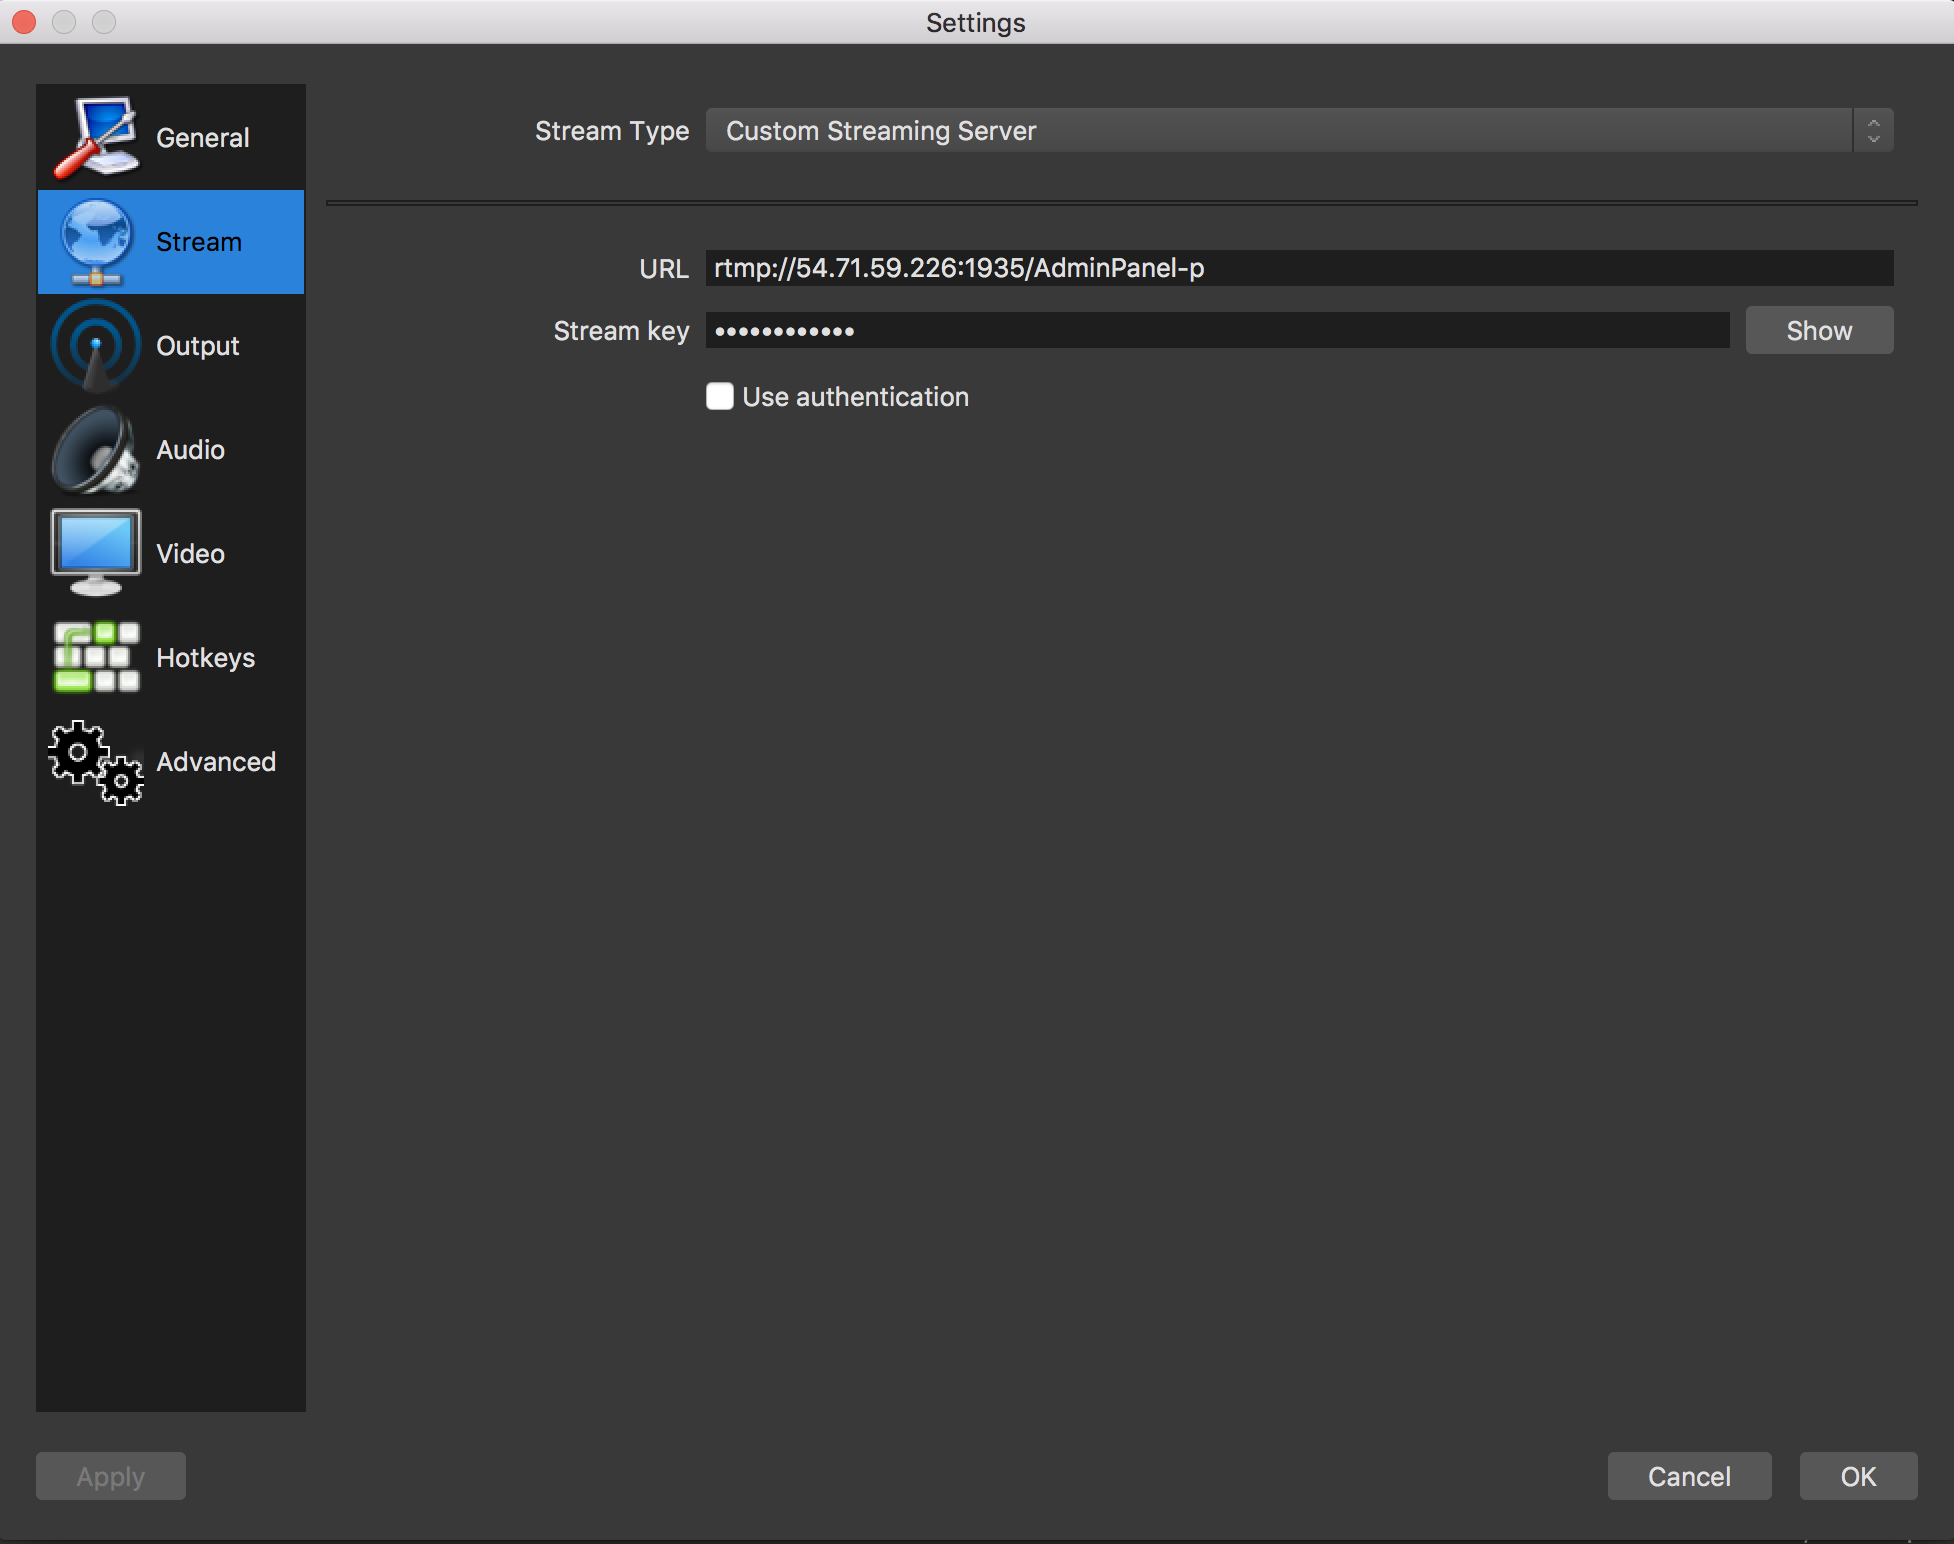 Settings
General
Stream
Output
Audio
Video
Hotkeys
Advanced
Stream Type Custom Streaming Server
URL rtmp://54.71.59.226:1935/AdminPanel-p
Stream key •••••••••••• Show
Use authentication
Apply Cancel OK